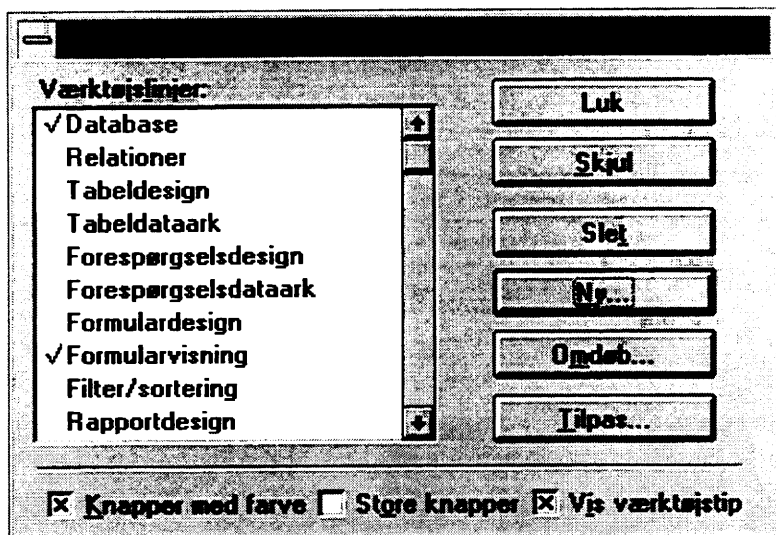 Værktøjslinjer:
✓ Database
Relationer
Tabeldesign
Tabeldataark
Forespørgselsdesign
Forespørgselsdataark
Formulardesign
✓ Formularvisning
Filter/sortering
Rapportdesign
Luk
Skjul
Slet
Ny...
Omdøb...
Tilpas...
Knapper med farve Store knapper Vis værktøjstip